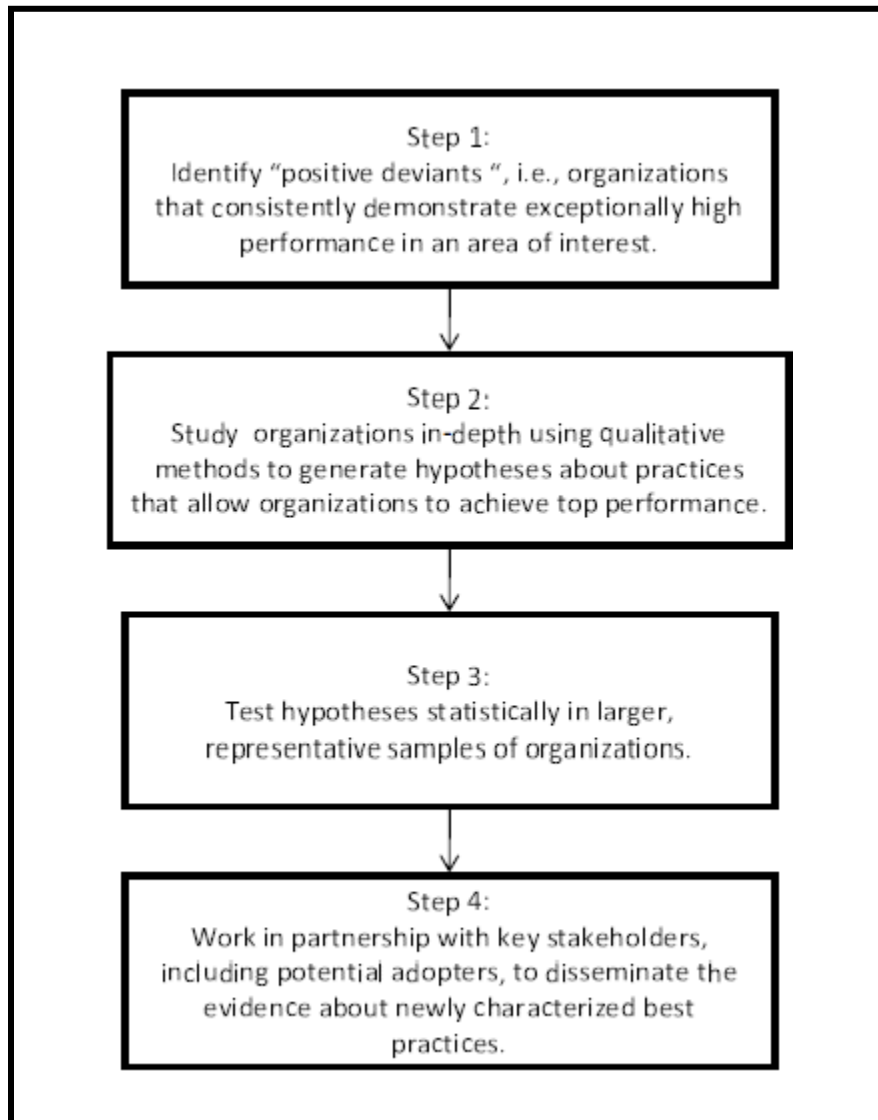 Step 1:
Identify “positive deviants “, i.e., organizations
that consistently demonstrate exceptionally high
performance in an area of interest.
Step 2:
Study organizations in-depth using qualitative
methods to generate hypotheses about practices
that allow organizations to achieve top performance.
Step 3:
Test hypotheses statistically in larger,
representative samples of organizations.
Step 4:
Work in partnership with key stakeholders,
including potential adopters, to disseminate the
evidence about newly characterized best
practices.